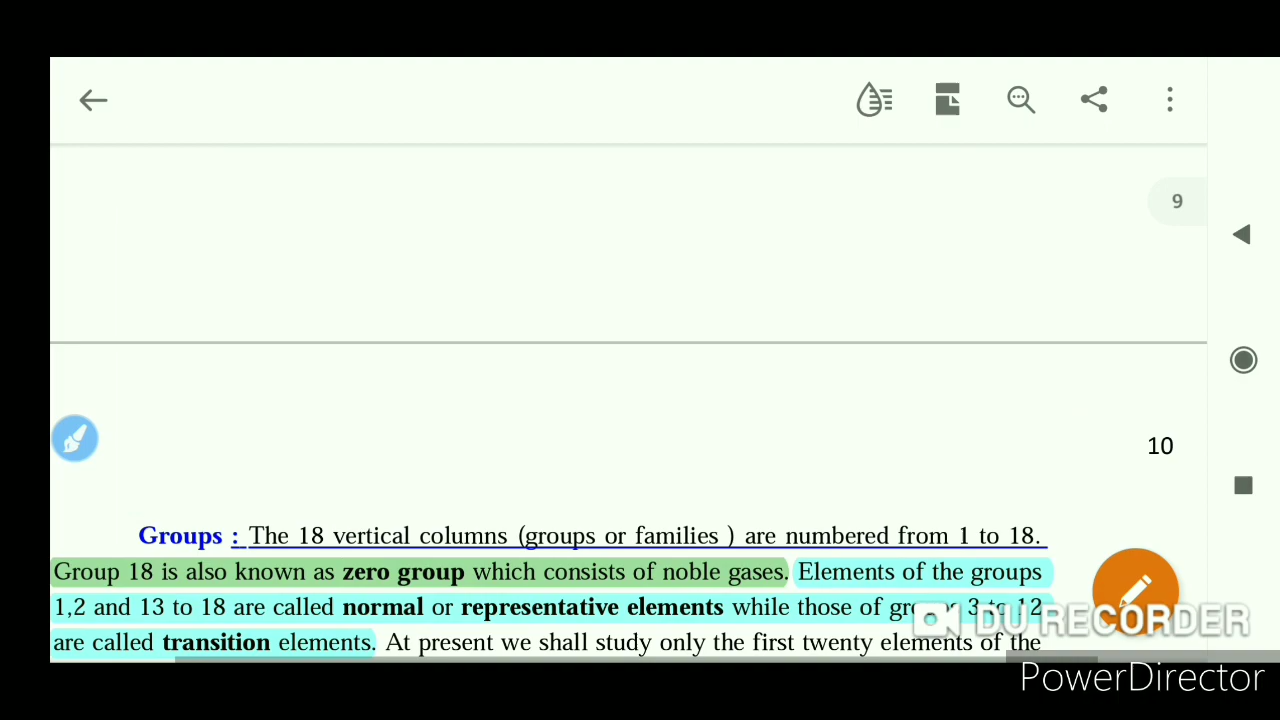 9
10
Groups : The 18 vertical columns (groups or families ) are numbered from 1 to 18.
Group 18 is also known as zero group which consists of noble gases. Elements of the groups
1,2 and 13 to 18 are called normal or representative elements while those of groups 3 to 12
DU RECORDER
are called transition elements. At present we shall study only the first twenty elements of the
PowerDirector